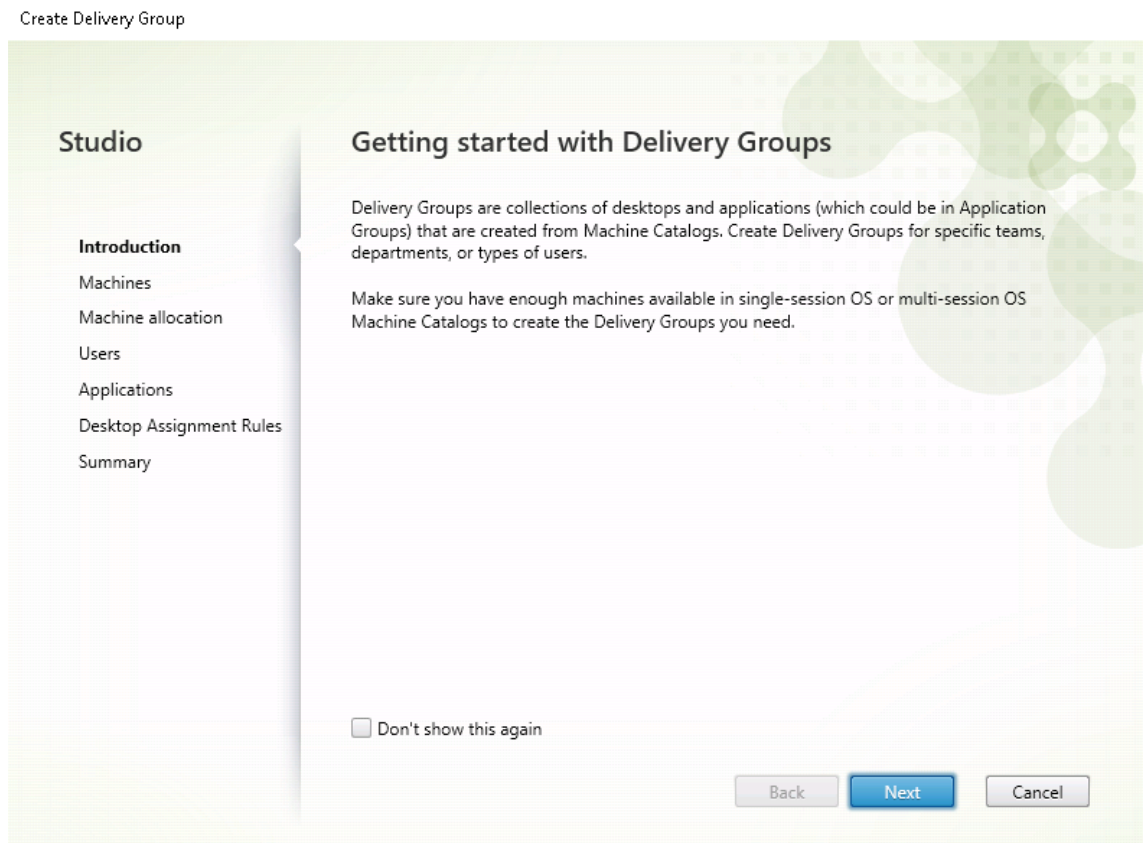 Create Delivery Group
Studio
Introduction
Machines
Machine allocation
Users
Applications
Desktop Assignment Rules
Summary
Getting started with Delivery Groups
Delivery Groups are collections of desktops and applications (which could be in Application
Groups) that are created from Machine Catalogs. Create Delivery Groups for specific teams,
departments, or types of users.
Make sure you have enough machines available in single-session OS or multi-session OS
Machine Catalogs to create the Delivery Groups you need.
Don't show this again
Back
Next
Cancel